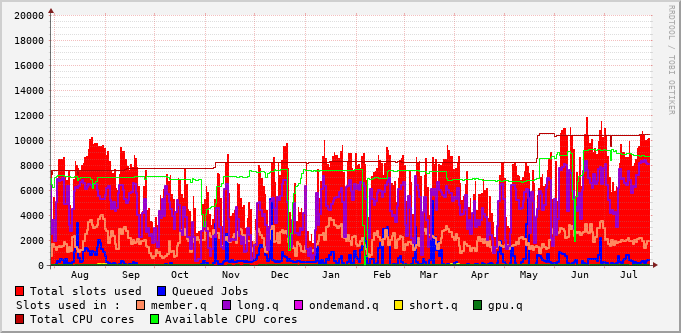 RRDTOOL / TOBI OETIKER
20000
18000
16000
14000
12000
10000
8000
6000
4000
2000
0
Aug Sep Oct Nov Dec Jan Feb Mar Apr May Jun Jul
Total slots used Queued Jobs
Slots used in : member.q long.q ondemand.q short.q gpu.q
Total CPU cores Available CPU cores